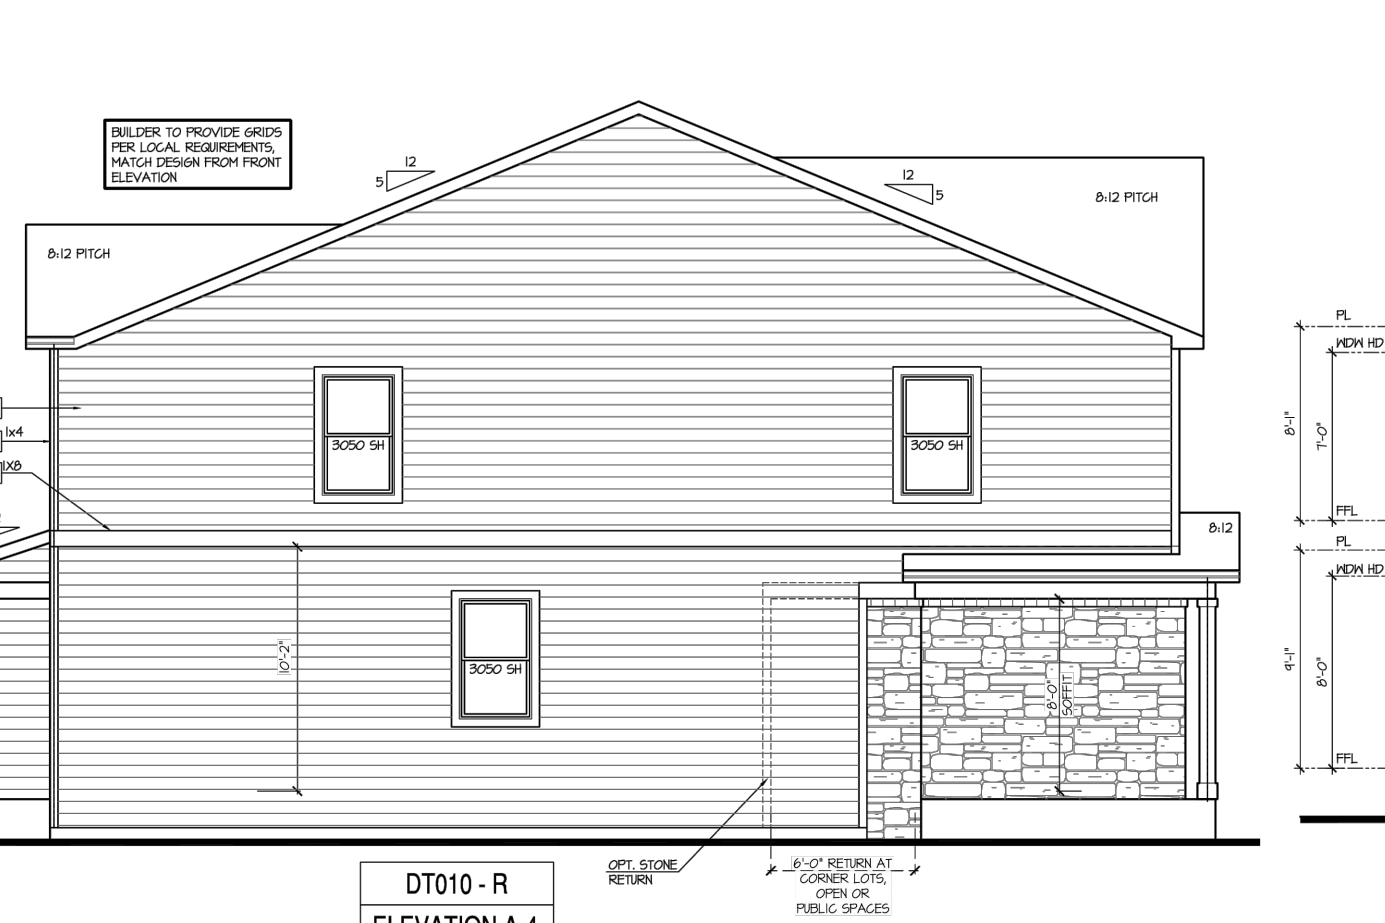 BUILDER TO PROVIDE GRIDS
PER LOCAL REQUIREMENTS,
MATCH DESIGN FROM FRONT
ELEVATION
12
5
12
5
8:12 PITCH
8:12 PITCH
PL
WDW HD
8'-1"
7'-0"
1x4
1X8
3050 SH
3050 SH
FFL
8:12
PL
WDW HD
10'-2"
3050 SH
8'-0"
SOFFIT
9'-1"
8'-0"
FFL
OPT. STONE
RETURN
6'-0" RETURN AT
CORNER LOTS,
OPEN OR
PUBLIC SPACES
DT010 - R
ELEVATION A-4